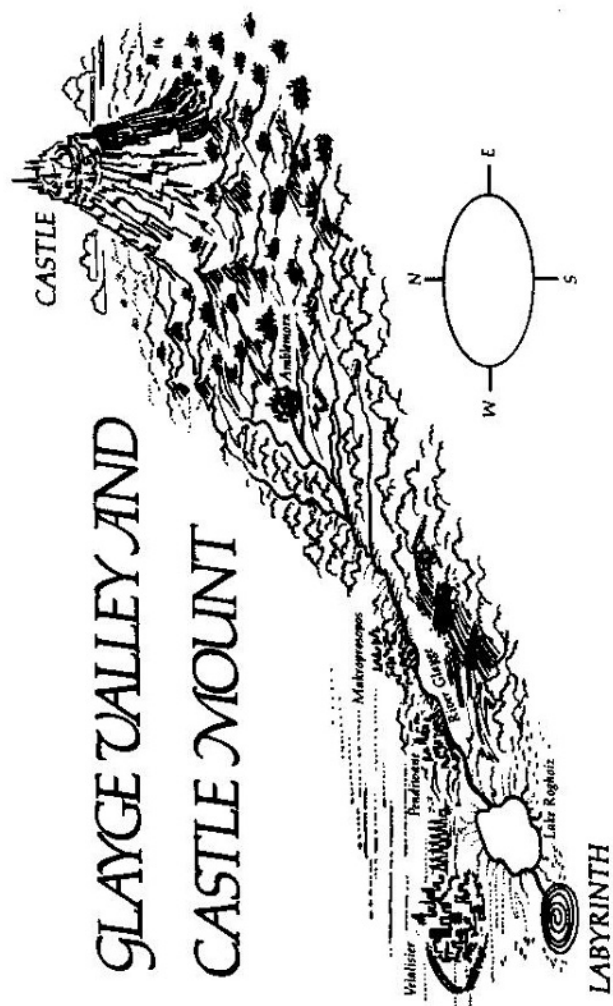 GLAYGE VALLEY AND
CASTLE MOUNT
CASTLE
Amblemorn
N
W
E
S
Makroprosopos
Pendiwane
River Glayge
Velalisier
Lake Roghoiz
LABYRINTH